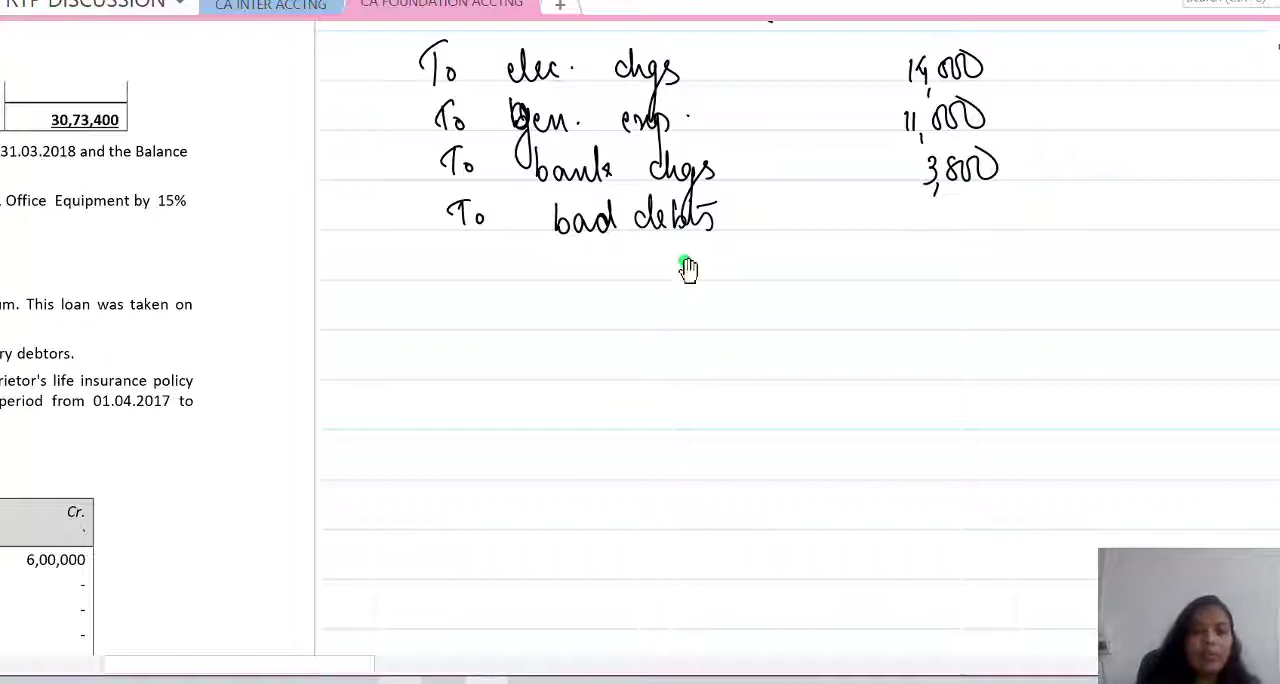 RTP DISCUSSION
CA INTER ACCTNG
CA FOUNDATION ACCTNG
+
30,73,400
31.03.2018 and the Balance
, Office Equipment by 15%
um. This loan was taken on
ry debtors.
rietor's life insurance policy
period from 01.04.2017 to
Cr.
6,00,000
-
-
-
To elec. chgs 14,000
To gen. exp. 11,000
To bank chgs 3,800
To bad debts